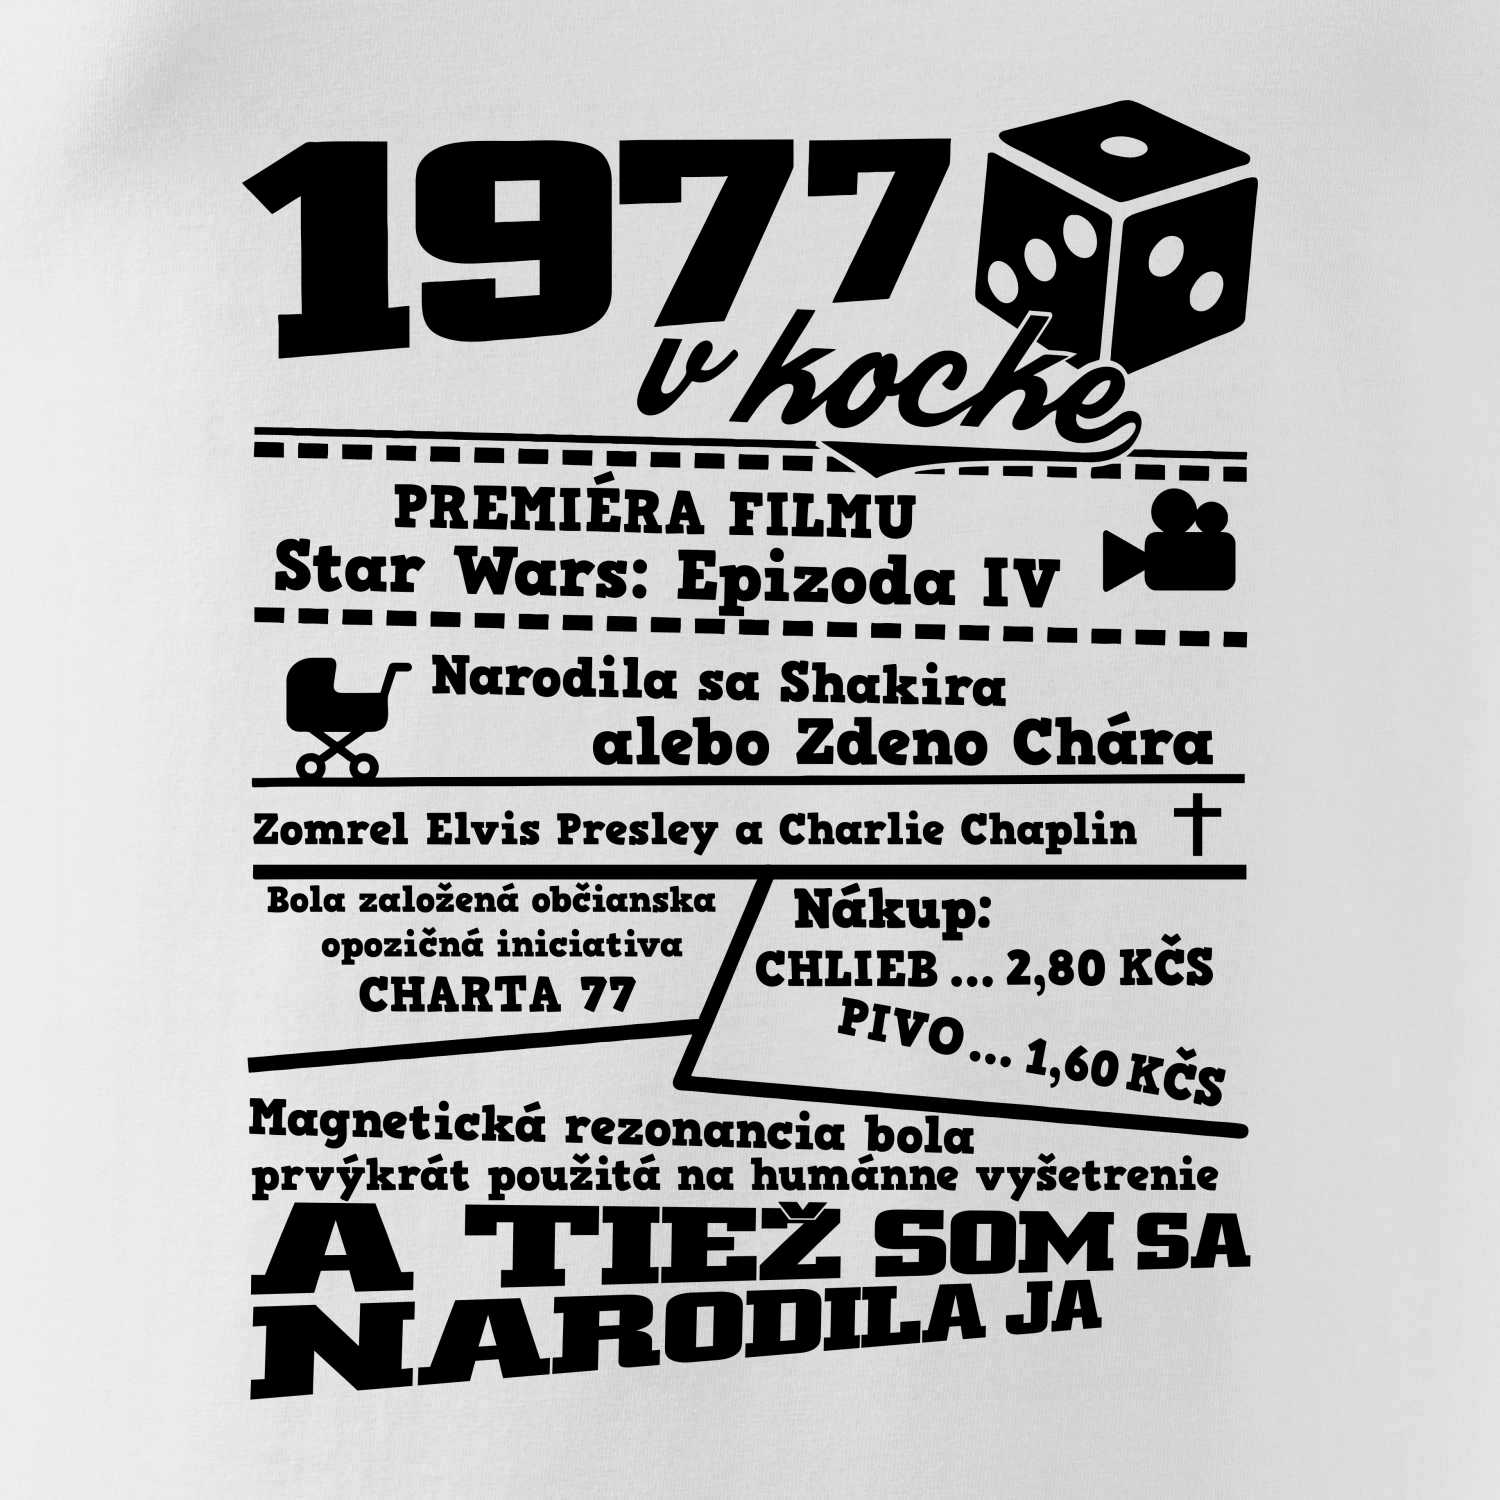 1977
v kocke
PREMIÉRA FILMU
Star Wars: Epizoda IV
Narodila sa Shakira
alebo Zdeno Chára
Zomrel Elvis Presley a Charlie Chaplin
Bola založená občianska
opozičná iniciativa
CHARTA 77
Nákup:
CHLIEB ... 2,80 KČS
PIVO ... 1,60 KČS
Magnetická rezonancia bola
prvýkrát použitá na humánne vyšetrenie
A TIEŽ SOM SA
NARODILA JA